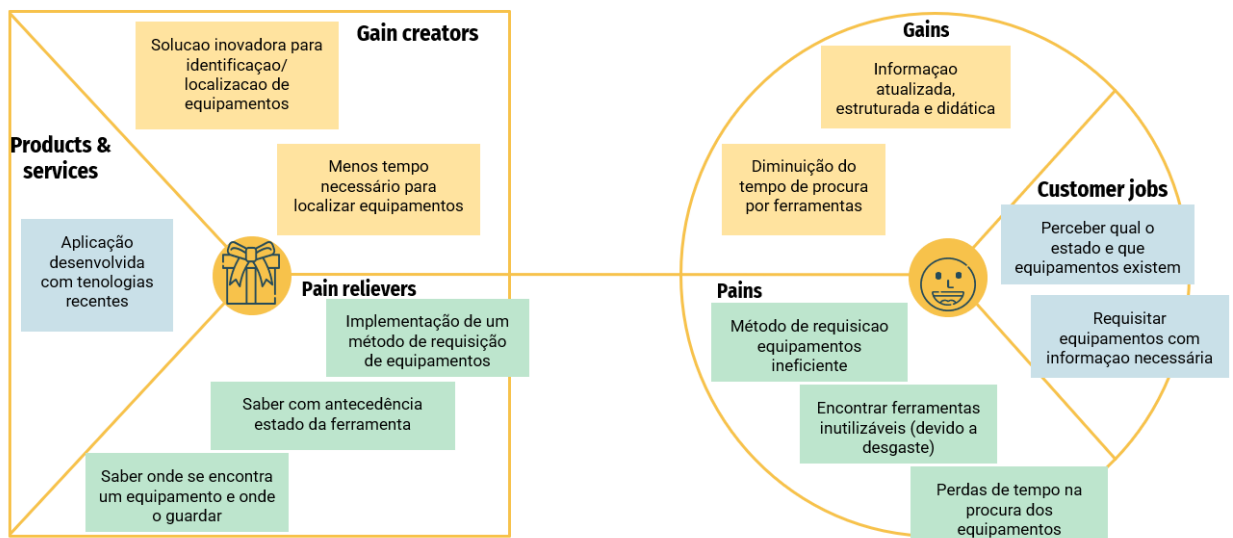 Gain creators
Solucao inovadora para
identificaçao/
localizacao de
equipamentos
Menos tempo
necessário para
localizar equipamentos
Products &
services
Aplicação
desenvolvida
com tenologias
recentes
Pain relievers
Implementação de um
método de requisição
de equipamentos
Saber com antecedência
estado da ferramenta
Saber onde se encontra
um equipamento e onde
o guardar
Gains
Informaçao
atualizada,
estruturada e didática
Diminuição do
tempo de procura
por ferramentas
Customer jobs
Perceber qual o
estado e que
equipamentos existem
Requisitar
equipamentos com
informaçao necessária
Pains
Método de requisicao
equipamentos
ineficiente
Encontrar ferramentas
inutilizáveis (devido a
desgaste)
Perdas de tempo na
procura dos
equipamentos